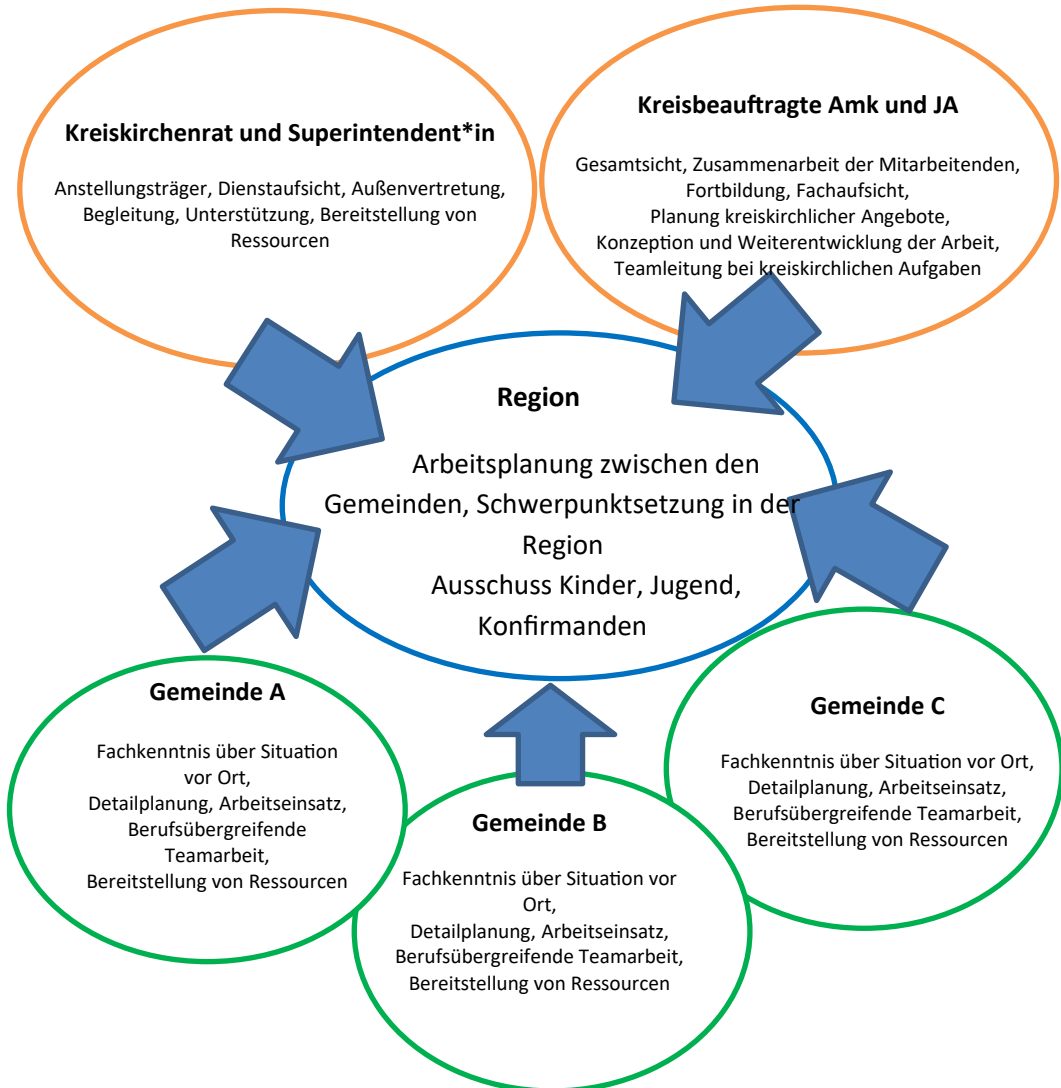 Kreiskirchenrat und Superintendent*in
Anstellungsträger, Dienstaufsicht, Außenvertretung,
Begleitung, Unterstützung, Bereitstellung von
Ressourcen
Kreisbeauftragte Amk und JA
Gesamtsicht, Zusammenarbeit der Mitarbeitenden,
Fortbildung, Fachaufsicht,
Planung kreiskirchlicher Angebote,
Konzeption und Weiterentwicklung der Arbeit,
Teamleitung bei kreiskirchlichen Aufgaben
Region
Arbeitsplanung zwischen den
Gemeinden, Schwerpunktsetzung in der
Region
Ausschuss Kinder, Jugend,
Konfirmanden
Gemeinde A
Fachkenntnis über Situation
vor Ort,
Detailplanung, Arbeitseinsatz,
Berufsübergreifende
Teamarbeit,
Bereitstellung von Ressourcen
Gemeinde B
Fachkenntnis über Situation vor
Ort,
Detailplanung, Arbeitseinsatz,
Berufsübergreifende Teamarbeit,
Bereitstellung von Ressourcen
Gemeinde C
Fachkenntnis über Situation vor Ort,
Detailplanung, Arbeitseinsatz,
Berufsübergreifende Teamarbeit,
Bereitstellung von Ressourcen